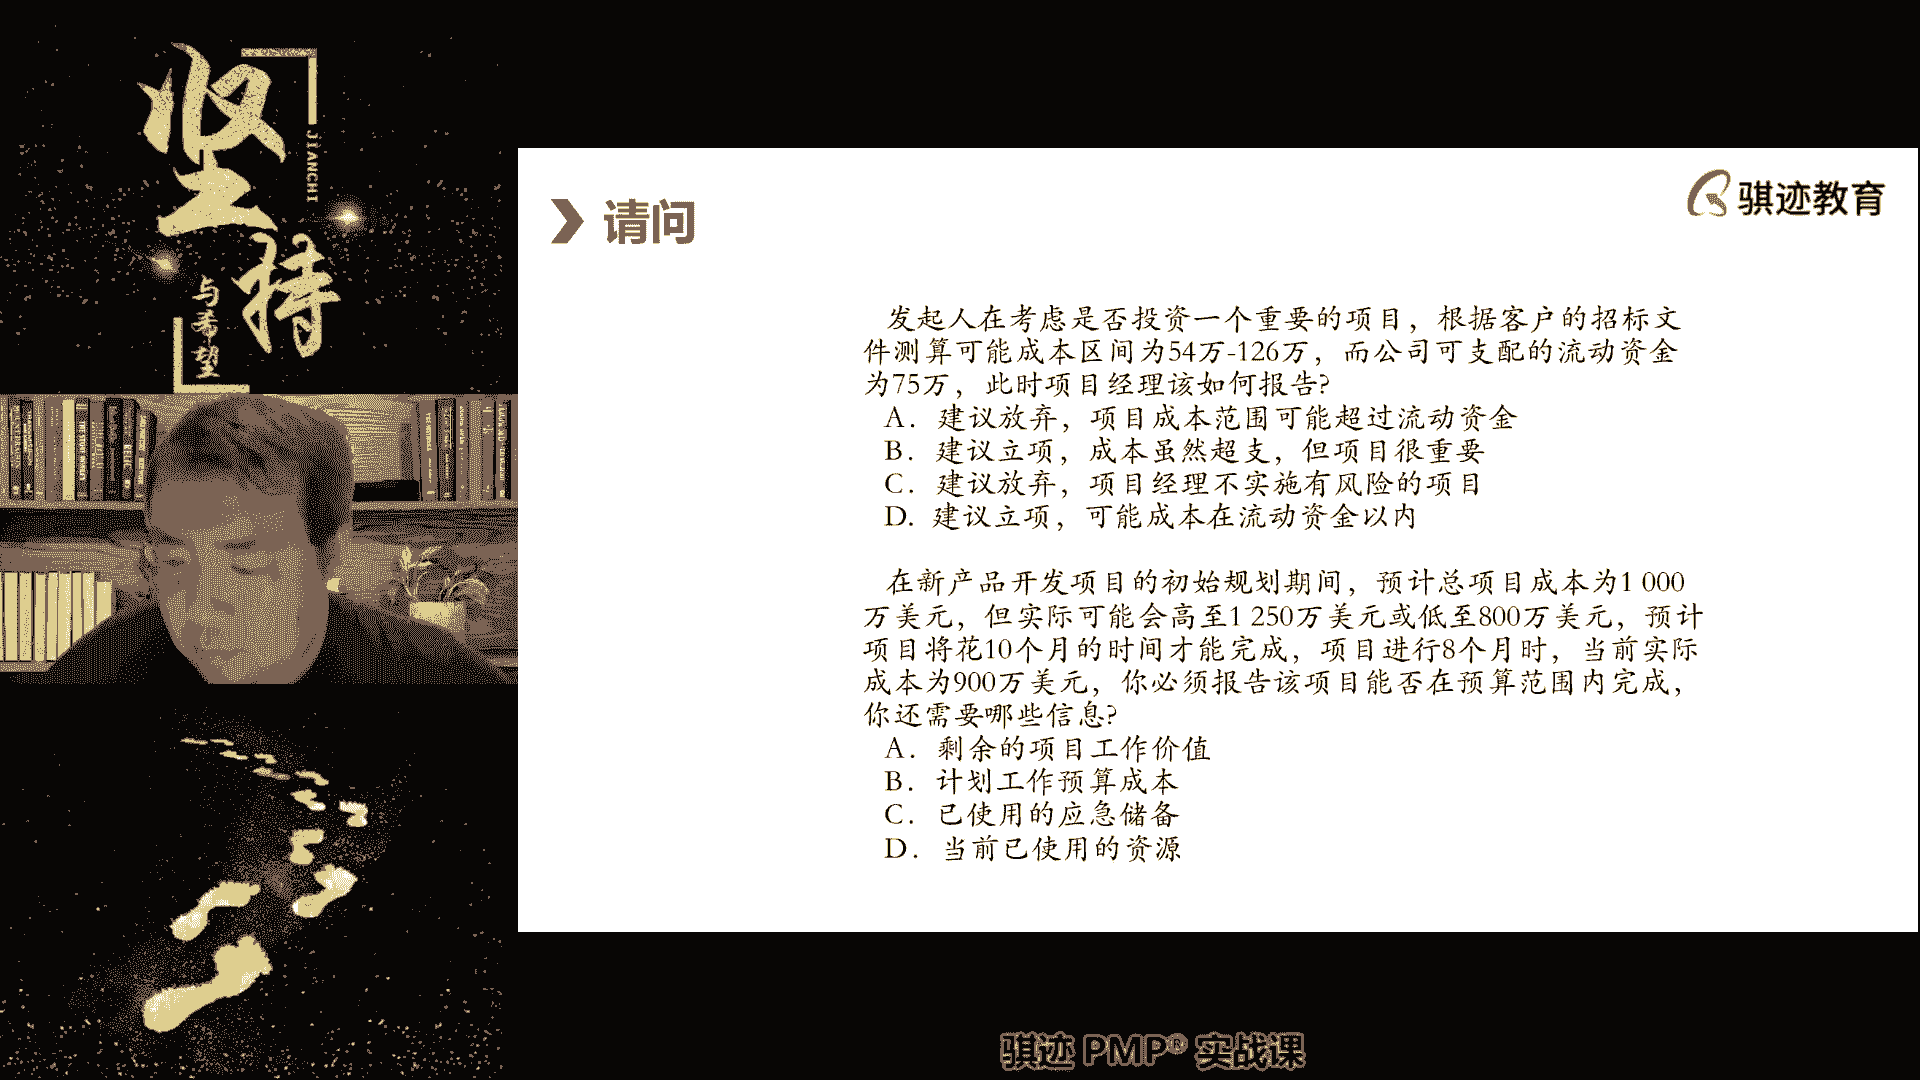 坚持
JIANCHI
与希望
请问
骐迹教育
发起人在考虑是否投资一个重要的项目，根据客户的招标文
件测算可能成本区间为54万-126万，而公司可支配的流动资金
为75万，此时项目经理该如何报告?
A. 建议放弃，项目成本范围可能超过流动资金
B. 建议立项，成本虽然超支，但项目很重要
C. 建议放弃，项目经理不实施有风险的项目
D. 建议立项，可能成本在流动资金以内
在新产品开发项目的初始规划期间，预计总项目成本为1 000
万美元，但实际可能会高至1 250万美元或低至800万美元，预计
项目将花10个月的时间才能完成，项目进行8个月时，当前实际
成本为900万美元，你必须报告该项目能否在预算范围内完成，
你还需要哪些信息?
A. 剩余的项目工作价值
B. 计划工作预算成本
C. 已使用的应急储备
D. 当前已使用的资源
骐迹 PMP® 实战课